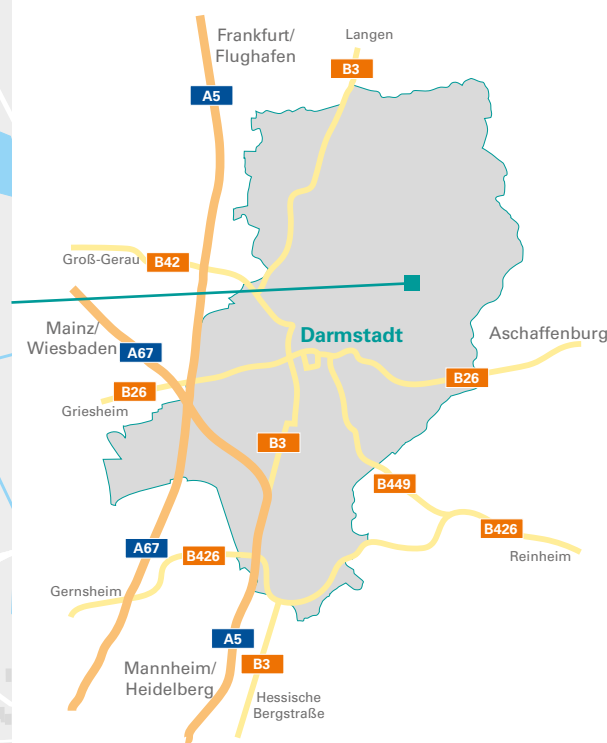 Frankfurt/
Flughafen
Langen
B3
A5
Groß-Gerau
B42
Mainz/
Wiesbaden
A67
Darmstadt
Aschaffenburg
B26
B26
Griesheim
B3
B449
B426
Reinheim
A67
B426
Gernsheim
A5
Mannheim/
Heidelberg
B3
Hessische
Bergstraße